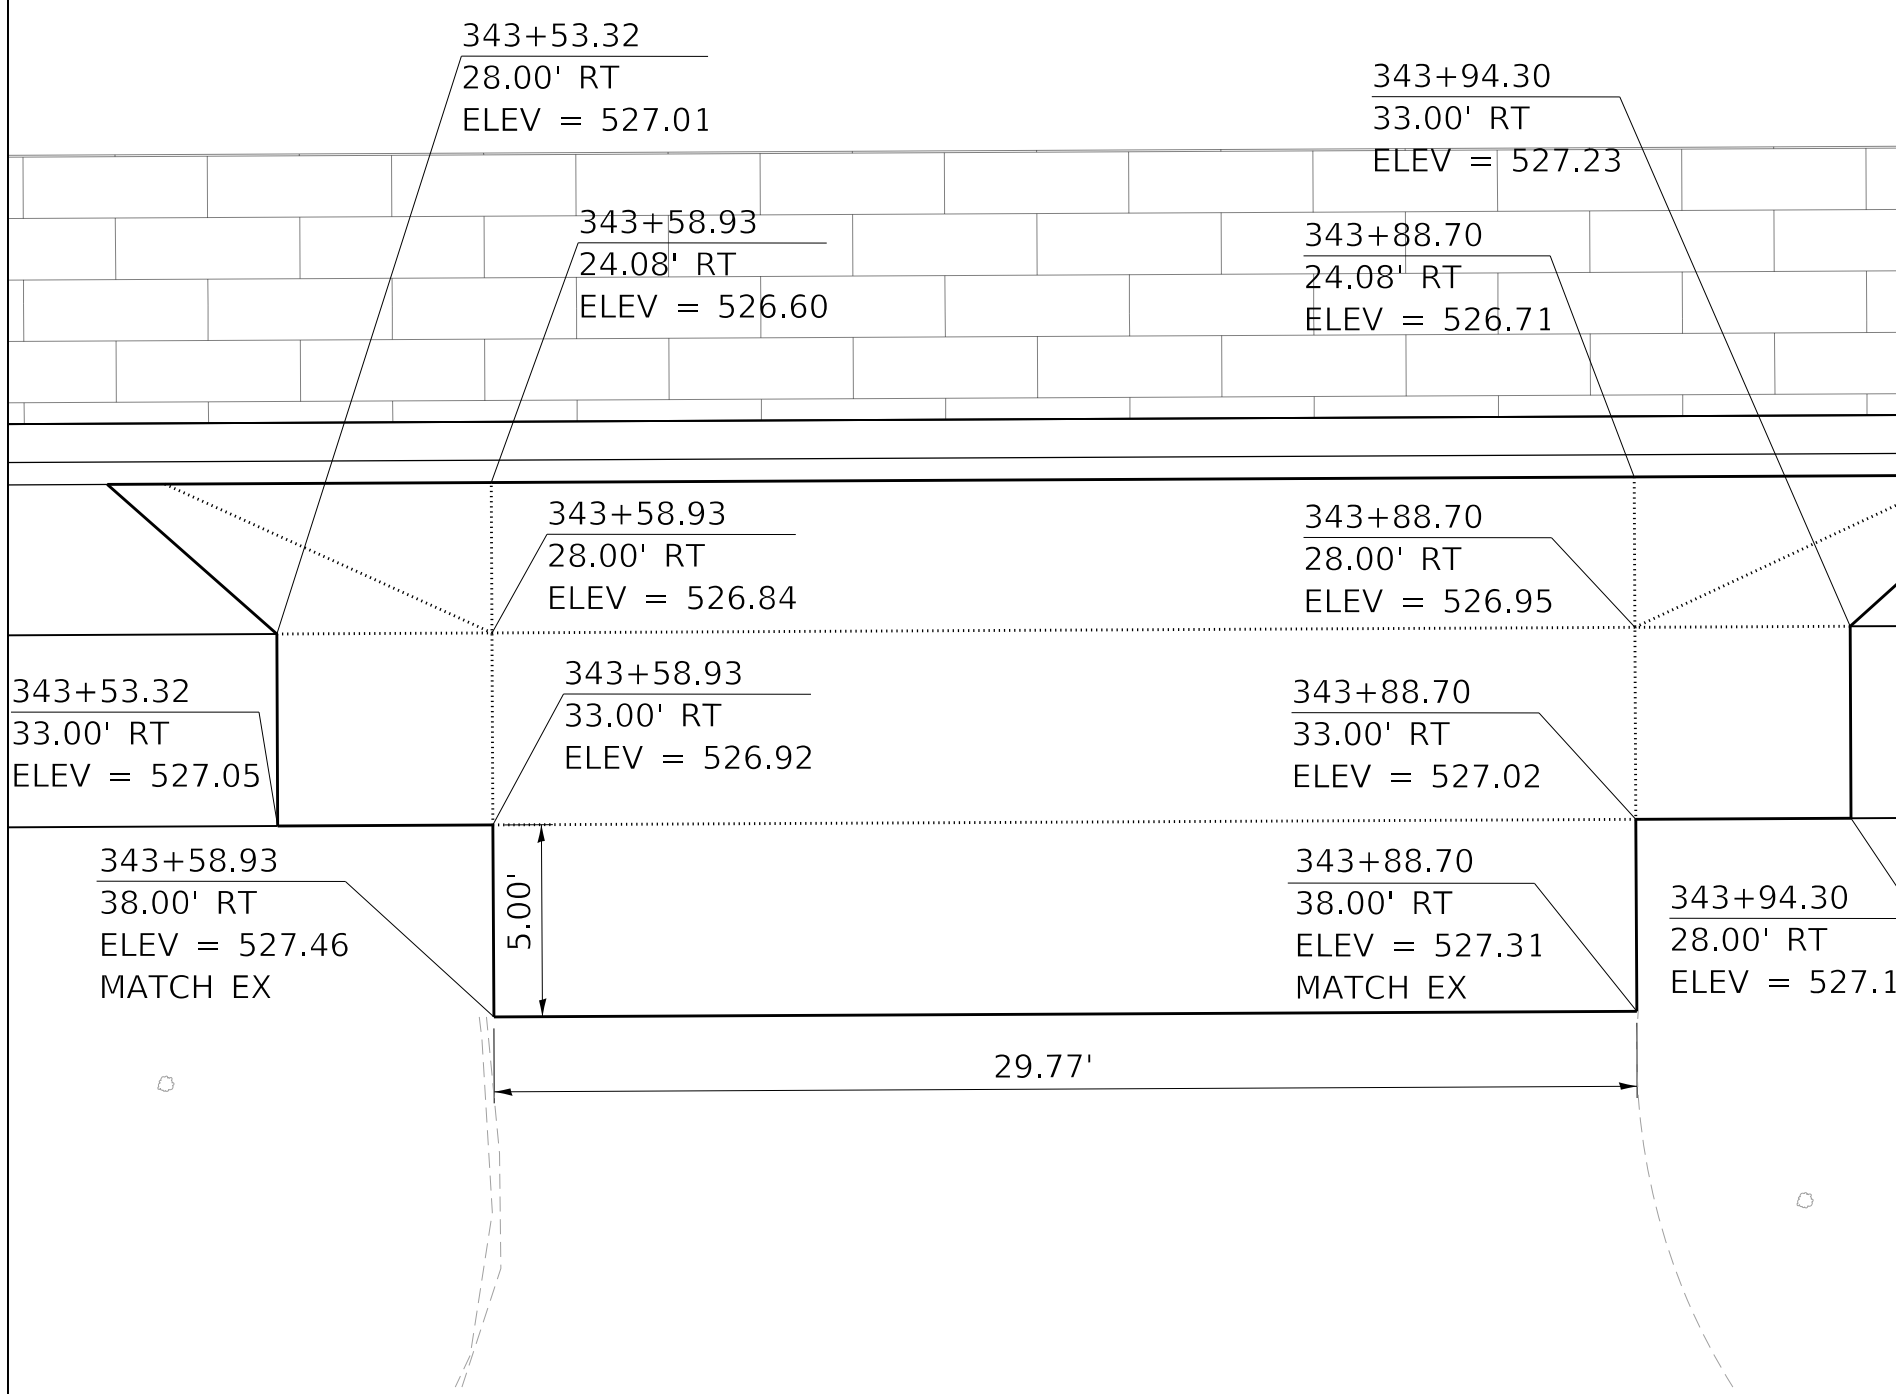 343+53.32
28.00' RT
ELEV = 527.01
343+94.30
33.00' RT
ELEV = 527.23
343+58.93
24.08' RT
ELEV = 526.60
343+88.70
24.08' RT
ELEV = 526.71
343+58.93
28.00' RT
ELEV = 526.84
343+88.70
28.00' RT
ELEV = 526.95
343+53.32
33.00' RT
ELEV = 527.05
343+58.93
33.00' RT
ELEV = 526.92
343+88.70
33.00' RT
ELEV = 527.02
343+58.93
38.00' RT
ELEV = 527.46
MATCH EX
5.00'
343+88.70
38.00' RT
ELEV = 527.31
MATCH EX
343+94.30
28.00' RT
ELEV = 527.1
29.77'